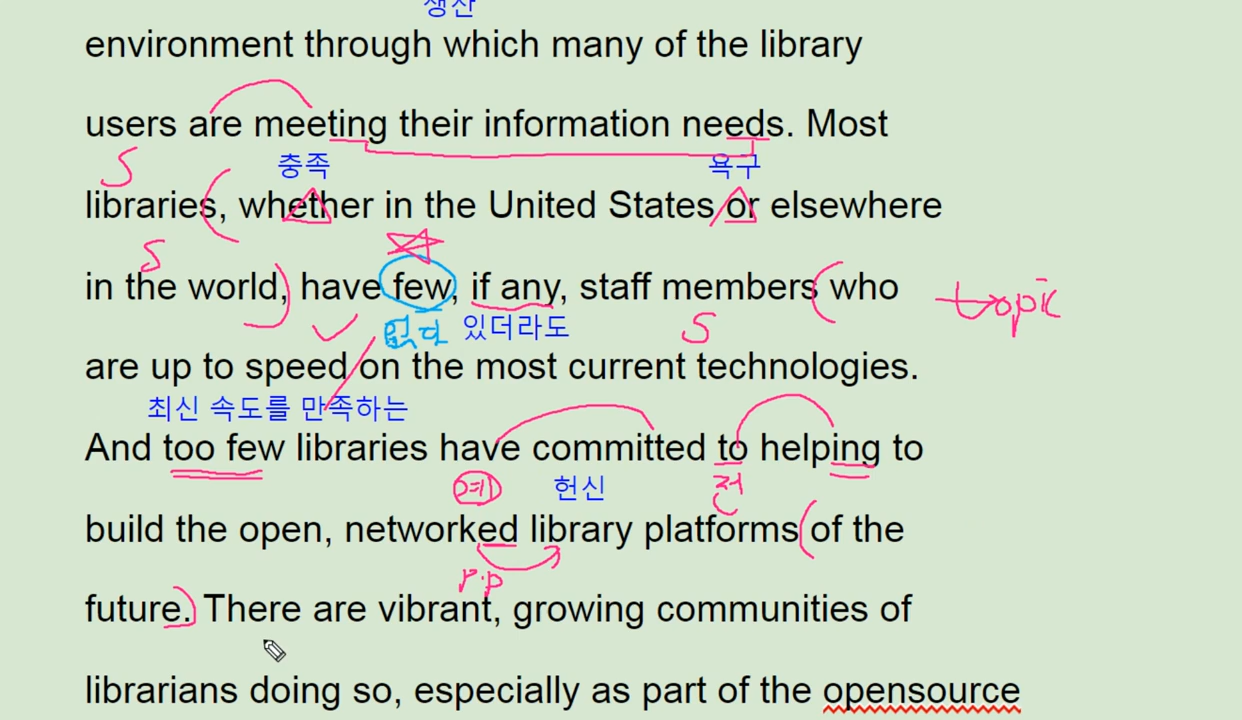 생산
environment through which many of the library
users are meeting their information needs. Most
S 충족 욕구
libraries, whether in the United States or elsewhere
S
in the world, have few, if any, staff members who topic
없다 있더라도 S
are up to speed on the most current technologies.
최신 속도를 만족하는
And too few libraries have committed to helping to
예 헌신 전
build the open, networked library platforms of the
p.p
future. There are vibrant, growing communities of
librarians doing so, especially as part of the opensource